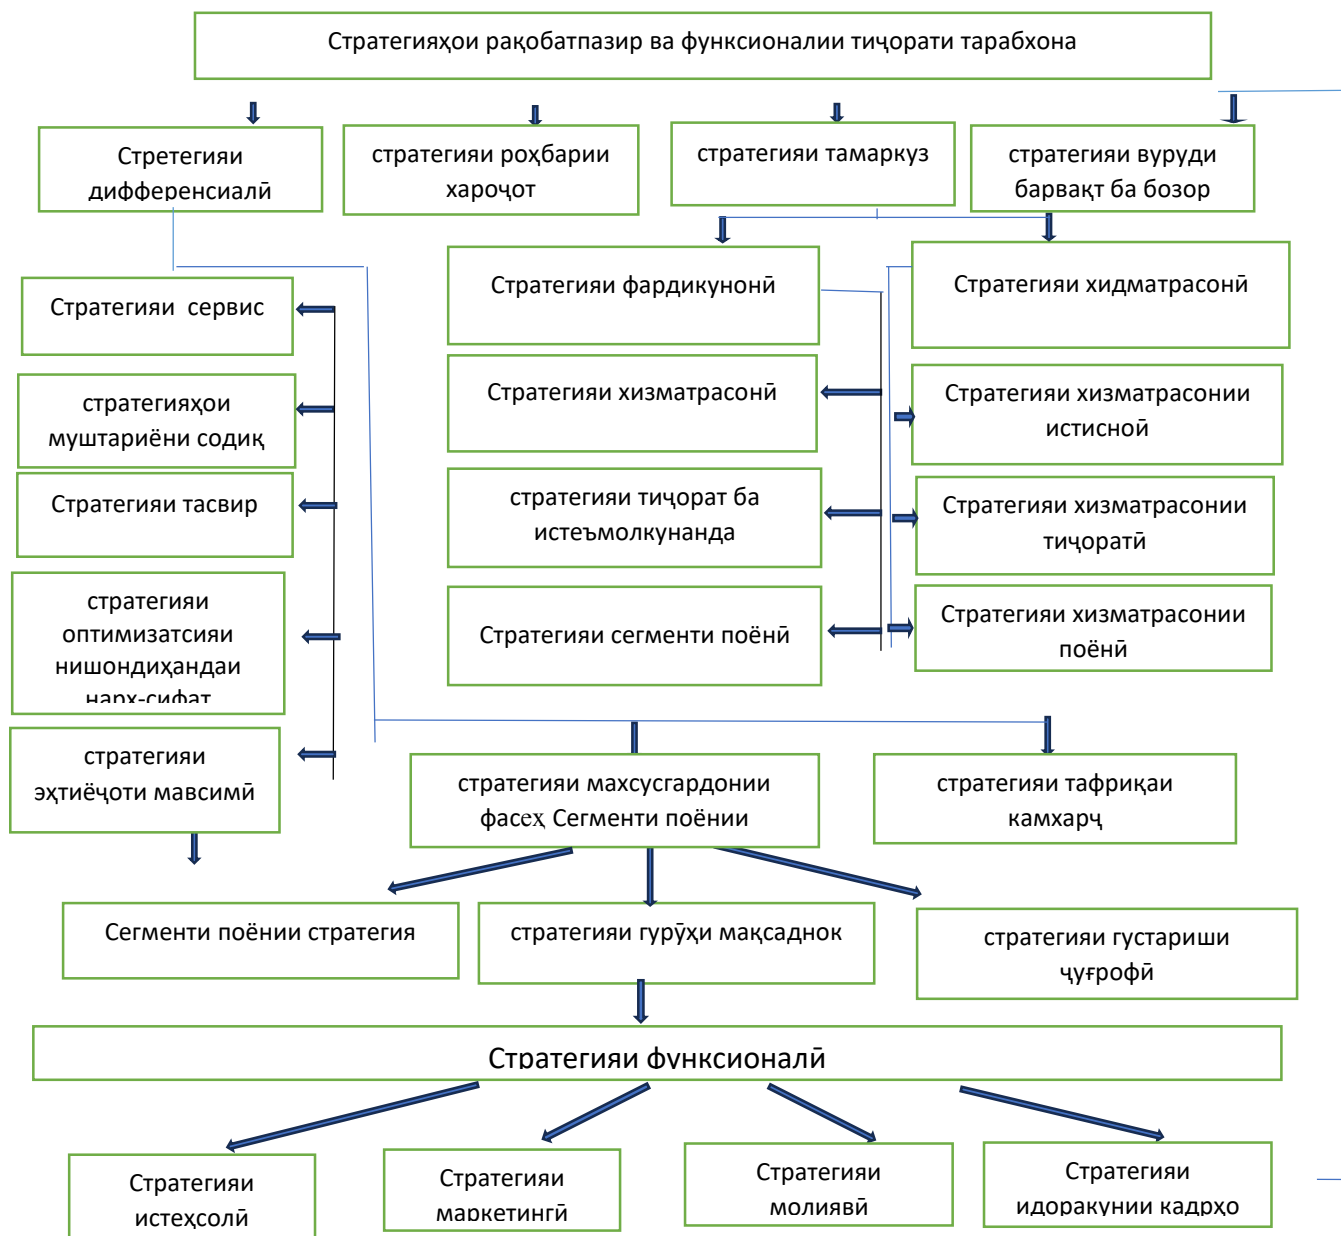 Стратегияҳои рақобатпазир ва функсионалии тиҷорати тарабхона
Стретегияи
дифференсиалӣ
стратегияи роҳбарии
хароҷот
стратегияи тамаркуз
стратегияи вуруди
барвақт ба бозор
Стратегияи фардикунонӣ
Стратегияи хидматрасонӣ
Стратегияи сервис
Стратегияи хизматрасонӣ
Стратегияи хизматрасонии
истисноӣ
стратегияҳои
муштариёни содиқ
Стратегияи тасвир
стратегияи тиҷорат ба
истеъмолкунанда
Стратегияи хизматрасонии
тиҷоратӣ
стратегияи
оптимизатсияи
нишондиҳандаи
нарх-сифат
Стратегияи сегменти поёнӣ
Стратегияи хизматрасонии
поёнӣ
стратегияи
эҳтиёҷоти мавсимӣ
стратегияи махсусгардонии
фасеҳ Сегменти поёнии
стратегияи тафриқаи
камхарҷ
Сегменти поёнии стратегия
стратегияи гурӯҳи мақсаднок
стратегияи густариши
ҷуғрофӣ
Стратегияи функсионалӣ
Стратегияи
истеҳсолӣ
Стратегияи
маркетингӣ
Стратегияи
молиявӣ
Стратегияи
идоракунии кадрҳо